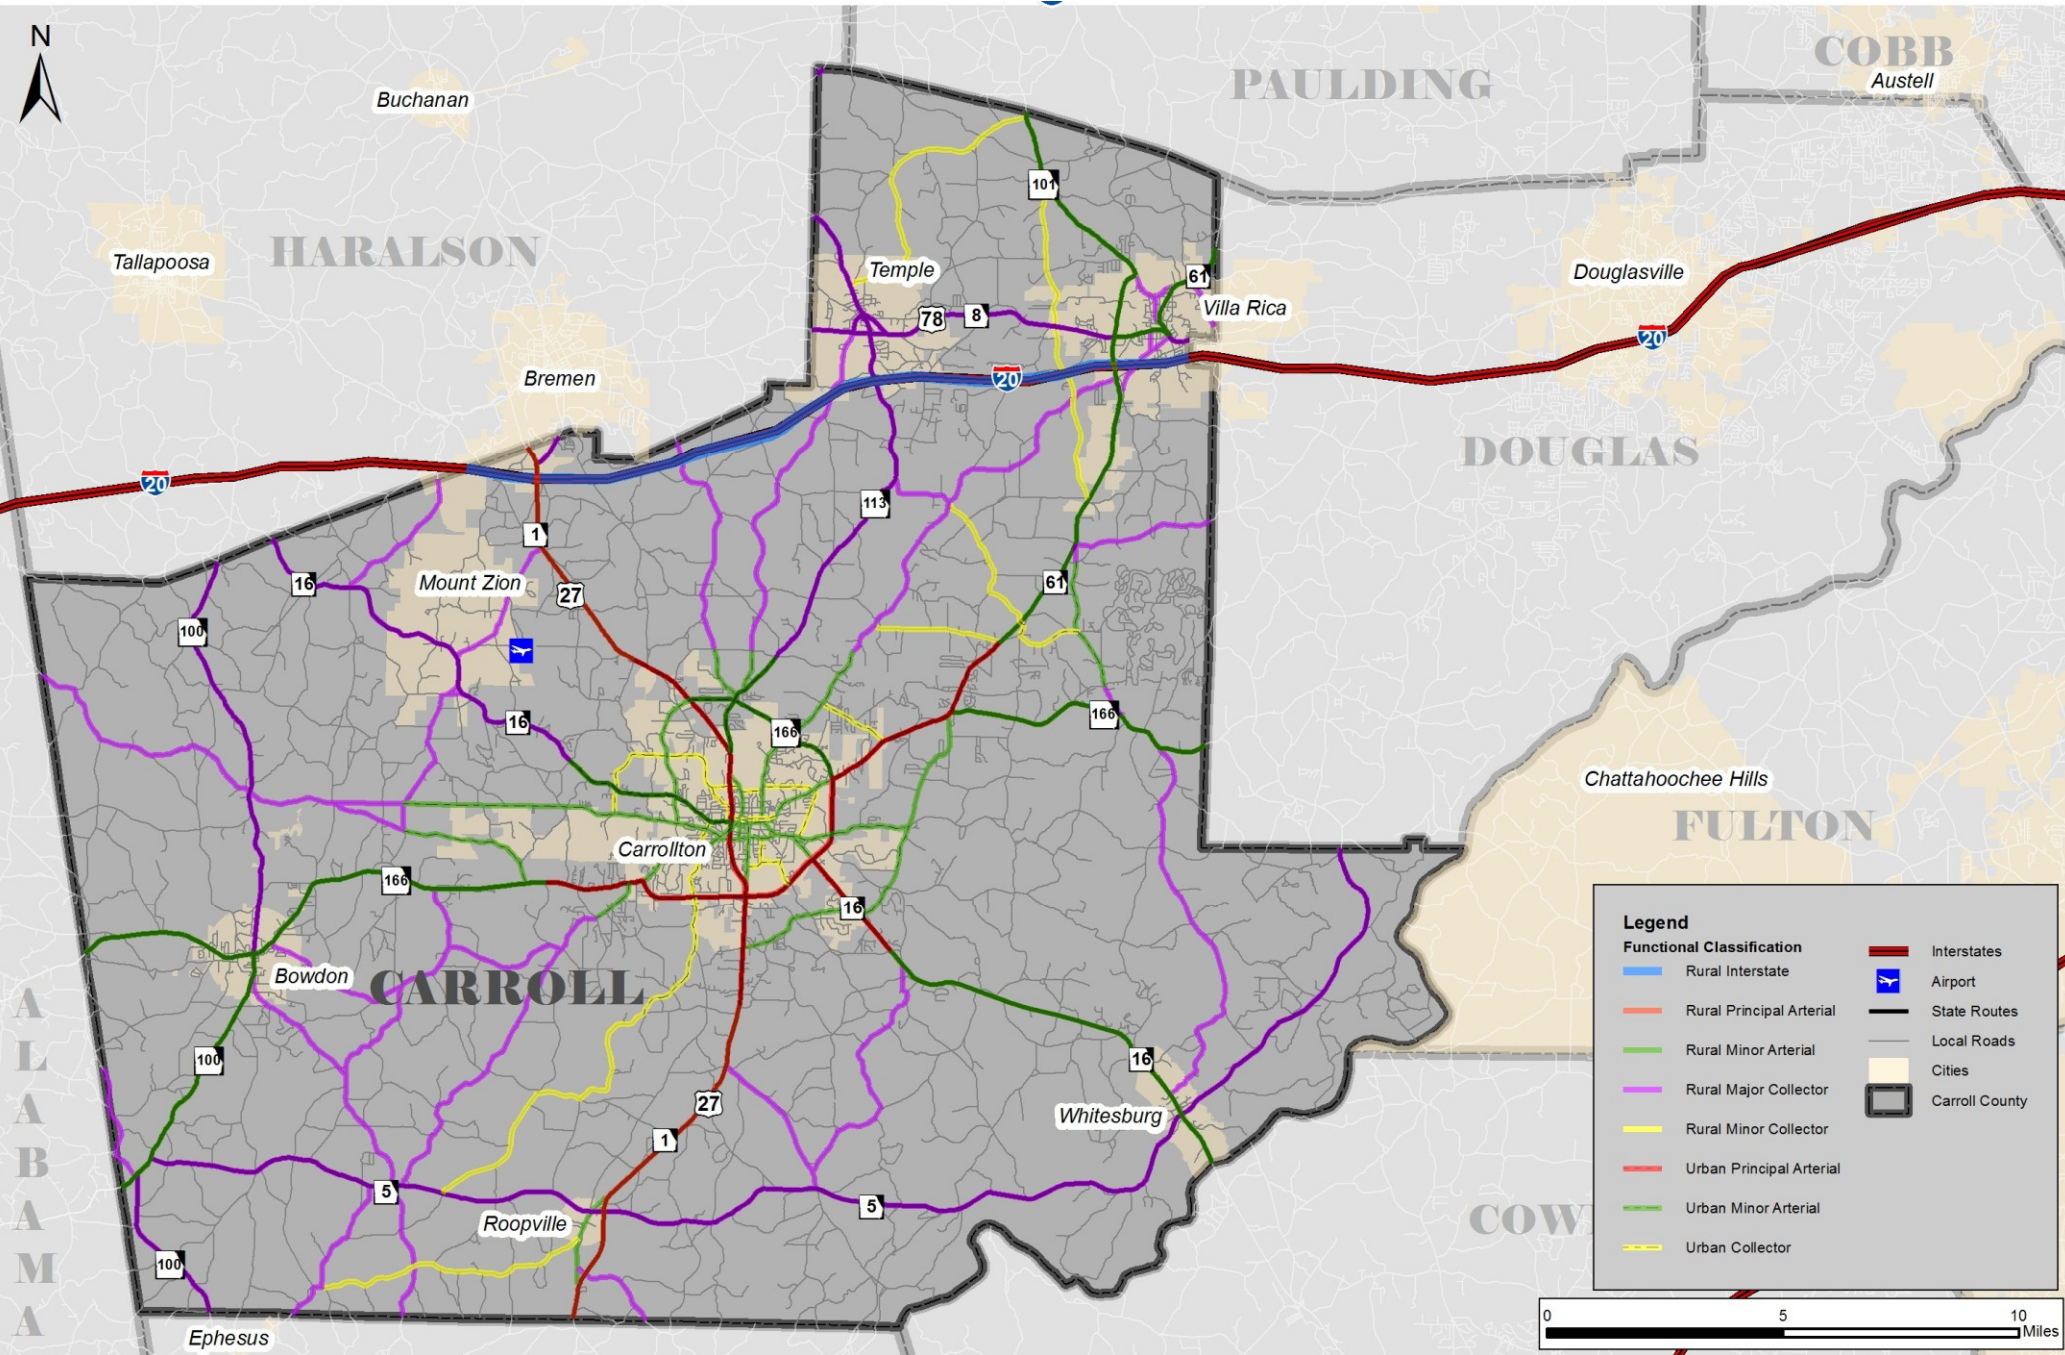 N
COBB
Austell
PAULDING
Buchanan
101
HARALSON
Tallapoosa
Temple
61
Douglasville
Villa Rica
78
8
20
Bremen
20
DOUGLAS
20
113
1
Mount Zion
16
61
27
100
166
16
166
Chattahoochee Hills
FULTON
Carrollton
166
16
Bowdon
CARROLL
100
16
27
Whitesburg
1
5
5
Roopville
COW
100
Ephesus
A
L
A
B
A
M
A
Legend
Functional Classification
Rural Interstate
Rural Principal Arterial
Rural Minor Arterial
Rural Major Collector
Rural Minor Collector
Urban Principal Arterial
Urban Minor Arterial
Urban Collector
Interstates
Airport
State Routes
Local Roads
Cities
Carroll County
0 5 10
Miles